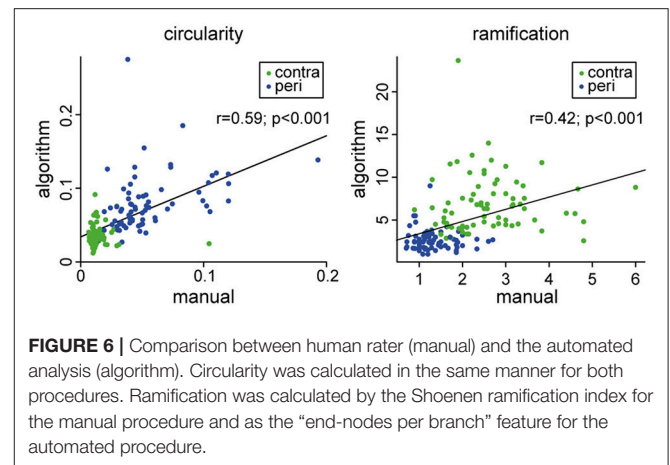 circularity
ramification
contra
peri
r=0.59; p<0.001
contra
peri
r=0.42; p<0.001
algorithm
0.2
0.1
0
0
0.1
0.2
manual
algorithm
20
15
10
5
1
2
3
4
5
6
manual
FIGURE 6 | Comparison between human rater (manual) and the automated
analysis (algorithm). Circularity was calculated in the same manner for both
procedures. Ramification was calculated by the Shoenen ramification index for
the manual procedure and as the “end-nodes per branch” feature for the
automated procedure.